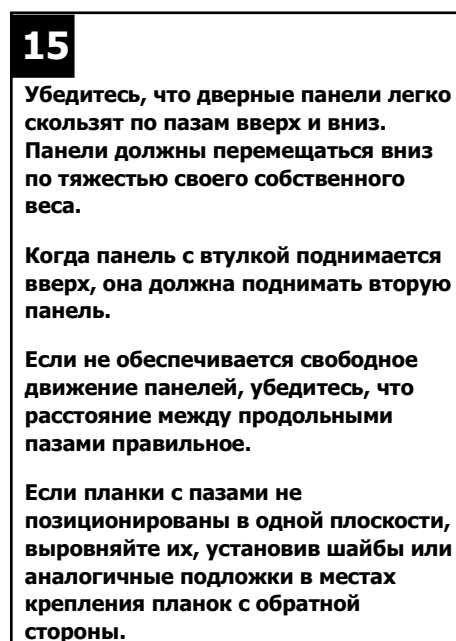 15
Убедитесь, что дверные панели легко
скользят по пазам вверх и вниз.
Панели должны перемещаться вниз
по тяжестью своего собственного
веса.
Когда панель с втулкой поднимается
вверх, она должна поднимать вторую
панель.
Если не обеспечивается свободное
движение панелей, убедитесь, что
расстояние между продольными
пазами правильное.
Если планки с пазами не
позиционированы в одной плоскости,
выровняйте их, установив шайбы или
аналогичные подложки в местах
крепления планок с обратной
стороны.